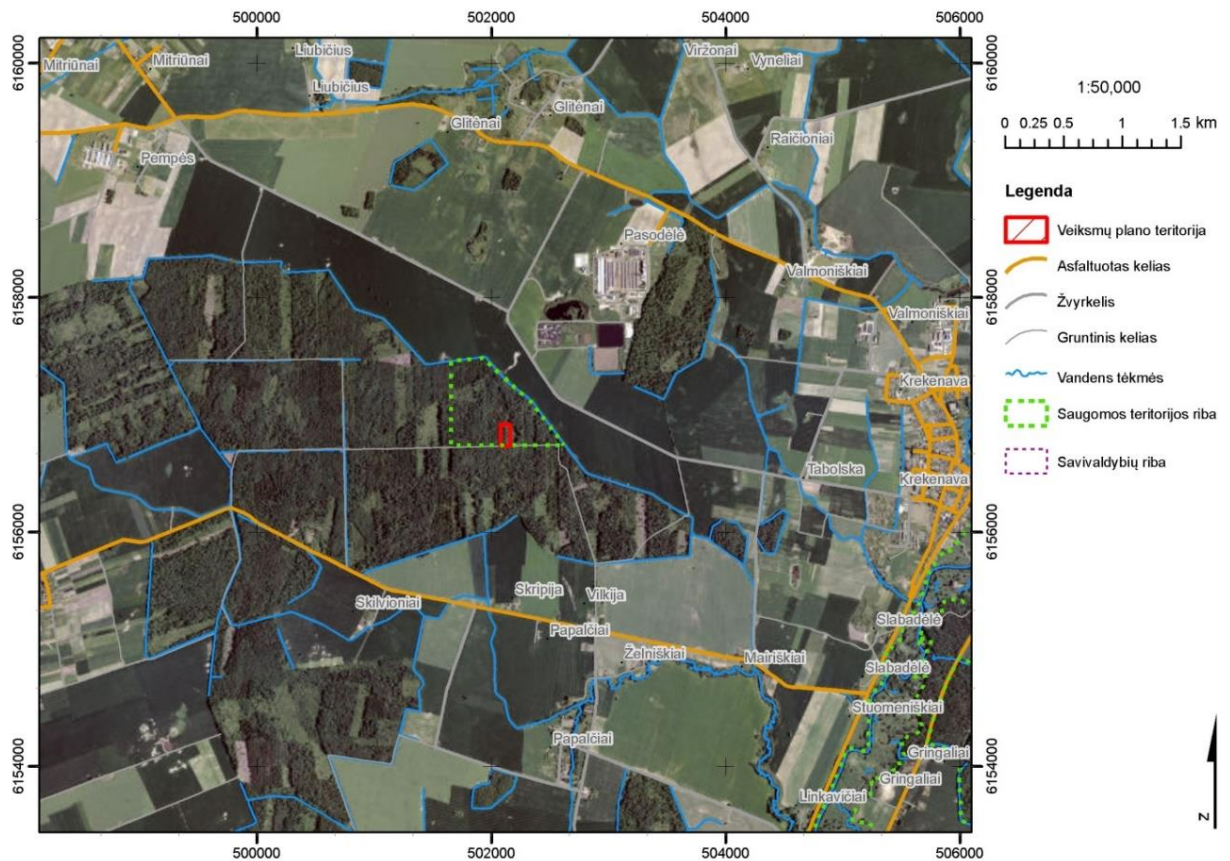 500000 502000 504000 506000
6160000 6160000
Mitriūnai Mitriūnai Liubičius Viržonai Vyneliai
Liubičius
Glitėnai
Glitėnai
Raičioniai
Pempės
Pasodėlė
Valmoniškiai
6158000 6158000
Valmoniškiai
Krekenava
Tabolska
Krekenava
6156000 6156000
Skripija
Vilkija
Skilvioniai
Slabadėlė
Papalčiai
Želniškiai Mairiškiai
Slabadėlė
Stuomeniškiai
Papalčiai
Gringaliai
6154000 6154000
Gringaliai
Linkavičiai
500000 502000 504000 506000
1:50,000
0 0.25 0.5 1 1.5 km
Legenda
Veiksmų plano teritorija
Asfaltuotas kelias
Žvyrkelis
Gruntinis kelias
Vandens tėkmės
Saugomos teritorijos riba
Savivaldybių riba
N